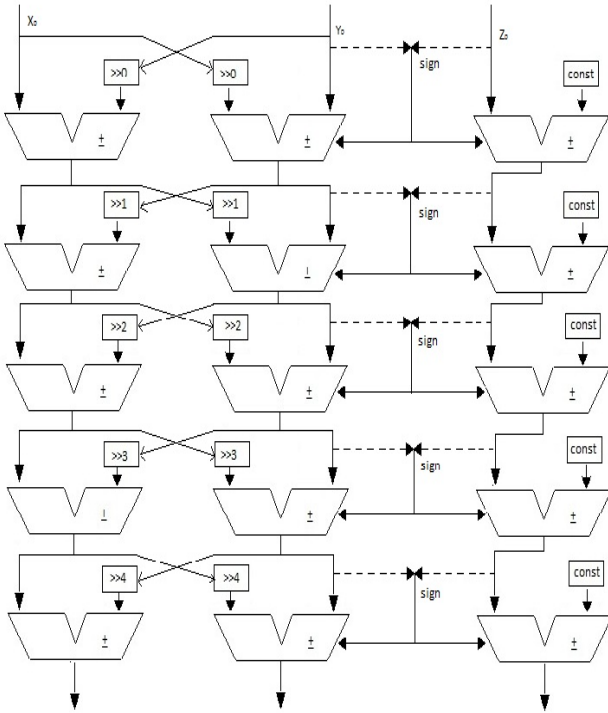 X₀ Y₀ Z₀
sign
>>0 >>0 const
± ± ±
>>1 >>1 const
sign
± ⊥ ±
>>2 >>2 sign const
± ± ±
>>3 >>3 sign const
⊥ ± ±
>>4 >>4 sign const
± ± ±